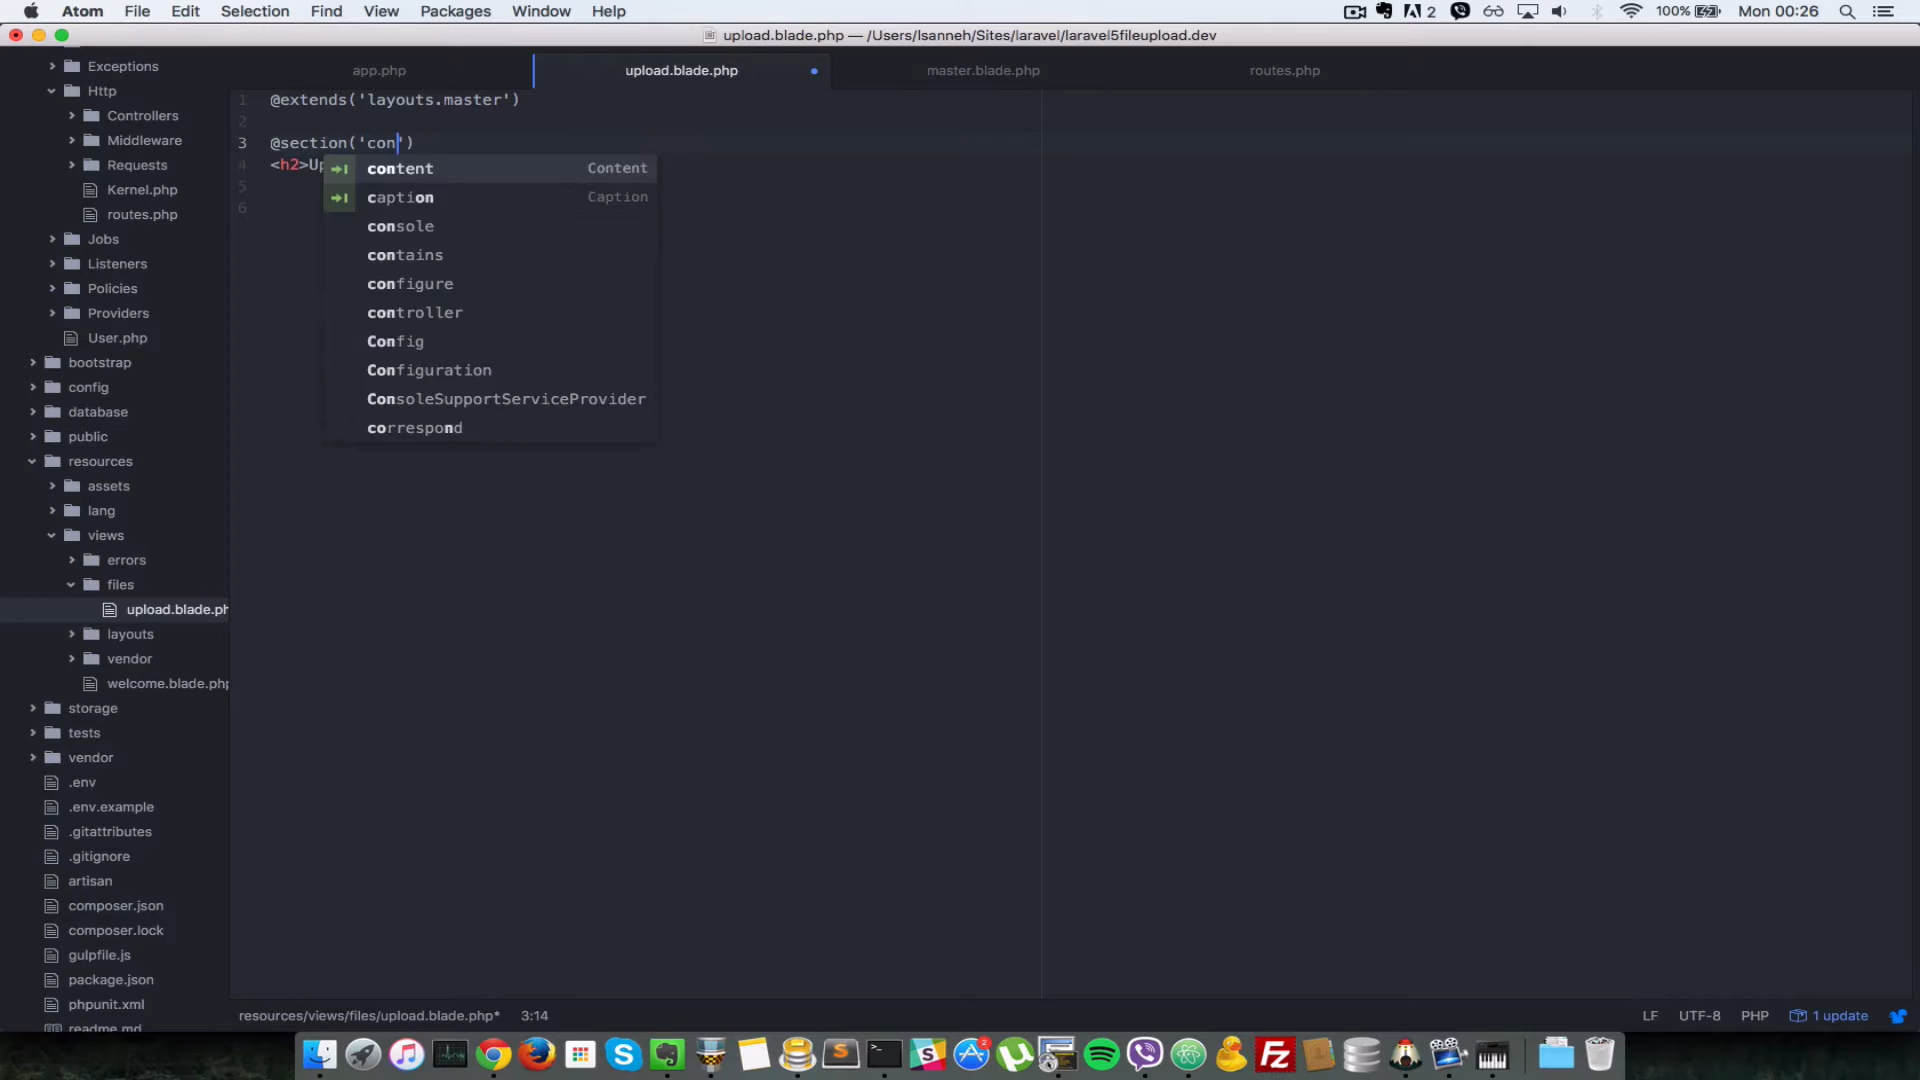 Atom File Edit Selection Find View Packages Window Help
2 100% Mon 00:26
upload.blade.php — /Users/lsanneh/Sites/laravel/laravel5fileupload.dev
app.php upload.blade.php master.blade.php routes.php
Exceptions
Http
Controllers
Middleware
Requests
Kernel.php
routes.php
Jobs
Listeners
Policies
Providers
User.php
bootstrap
config
database
public
resources
assets
lang
views
errors
files
upload.blade.ph
layouts
vendor
welcome.blade.php
storage
tests
vendor
.env
.env.example
.gitattributes
.gitignore
artisan
composer.json
composer.lock
gulpfile.js
package.json
phpunit.xml
readme.md
1 @extends('layouts.master')
2
3 @section('con')
4 <h2>Up
5
6
content Content
caption Caption
console
contains
configure
controller
Config
Configuration
ConsoleSupportServiceProvider
correspond
resources/views/files/upload.blade.php* 3:14
LF UTF-8 PHP 1 update